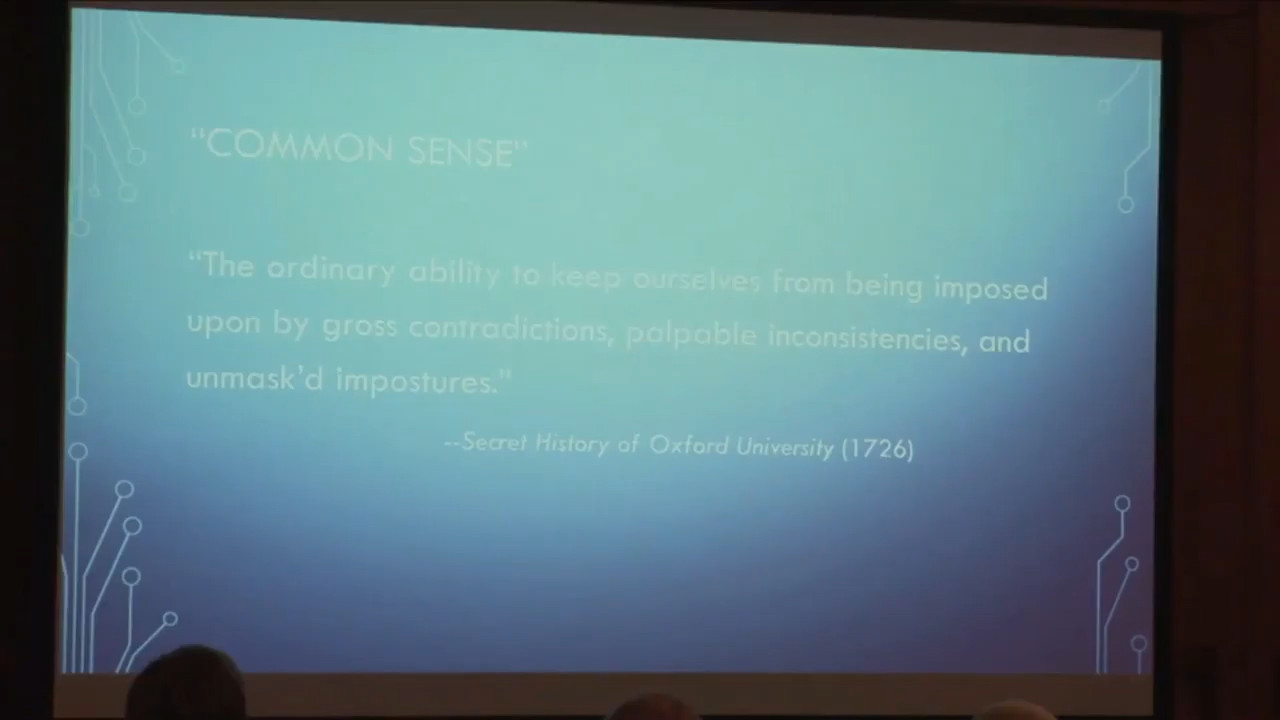 “COMMON SENSE”
“The ordinary ability to keep ourselves from being imposed
upon by gross contradictions, palpable inconsistencies, and
unmask’d impostures.”
--Secret History of Oxford University (1726)